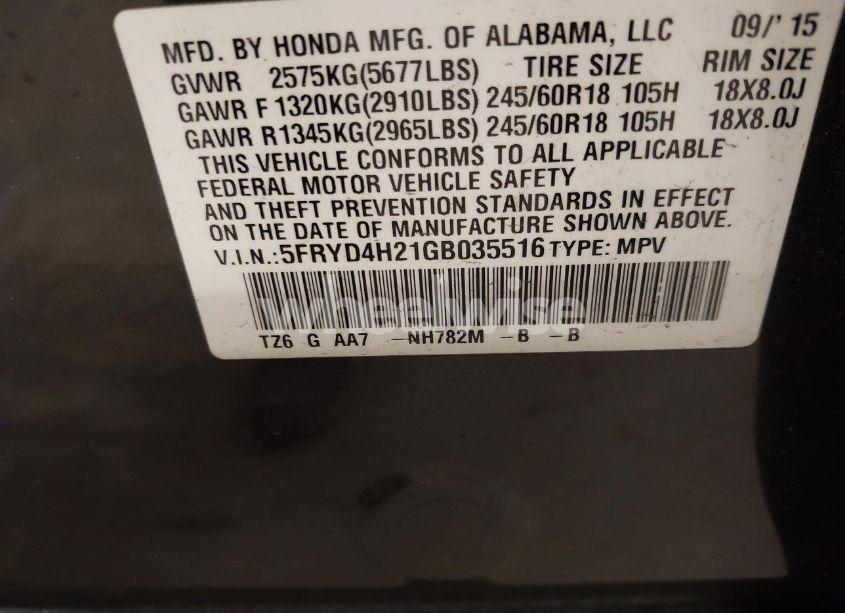 MFD. BY HONDA MFG. OF ALABAMA, LLC 09/' 15
GVWR 2575KG(5677LBS) TIRE SIZE RIM SIZE
GAWR F 1320KG(2910LBS) 245/60R18 105H 18X8.0J
GAWR R1345KG(2965LBS) 245/60R18 105H 18X8.0J
THIS VEHICLE CONFORMS TO ALL APPLICABLE
FEDERAL MOTOR VEHICLE SAFETY
AND THEFT PREVENTION STANDARDS IN EFFECT
ON THE DATE OF MANUFACTURE SHOWN ABOVE.
V.I.N.:5FRYD4H21GB035516 TYPE: MPV
wheelwise
TZ6 G AA7 -NH782M -B -B